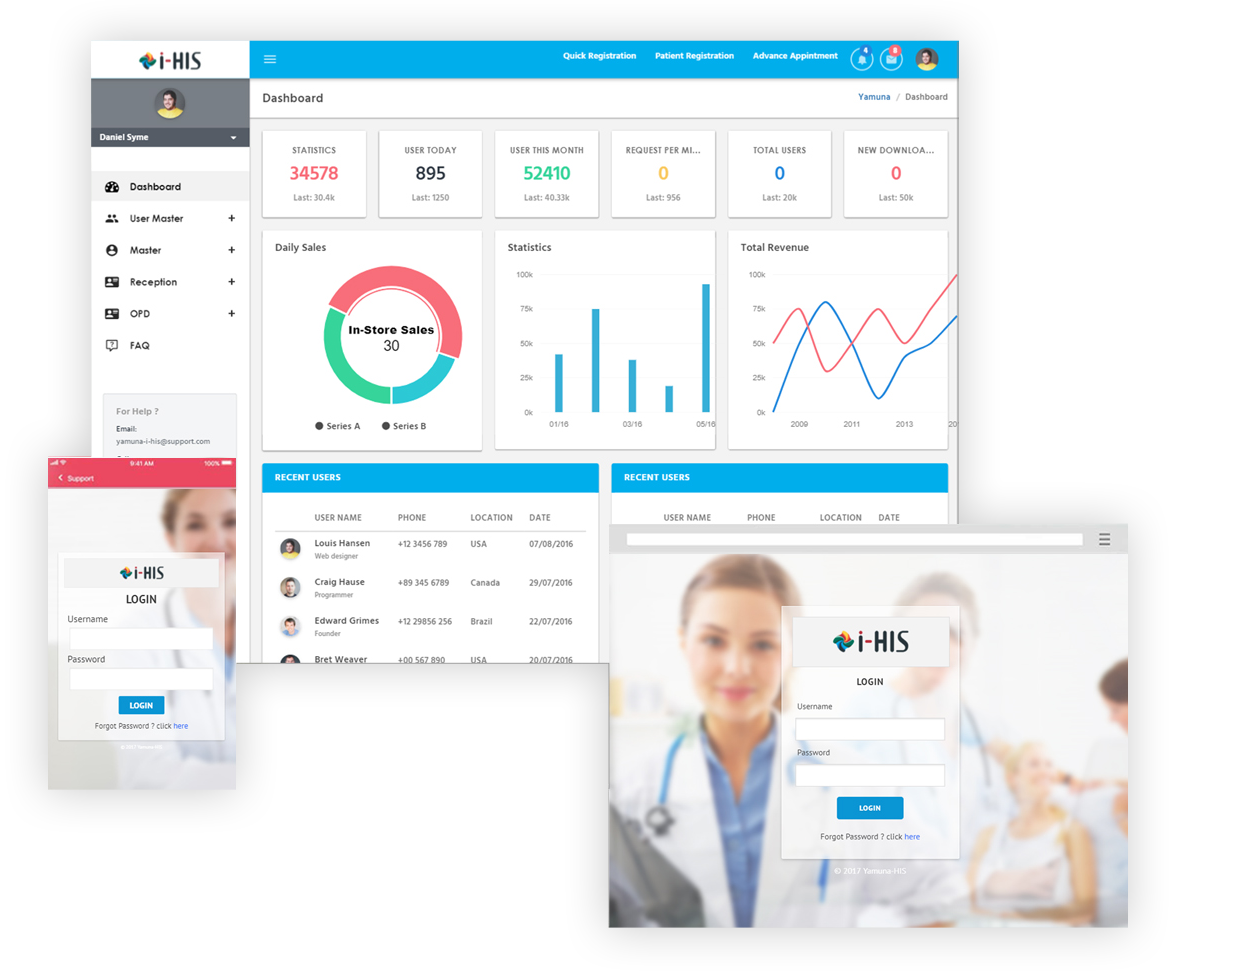 i-HIS
Quick Registration
Patient Registration
Advance Appintment
4
8
Daniel Syme
Dashboard
User Master +
Master +
Reception +
OPD +
FAQ
For Help ?
Email:
yamuna-i-his@support.com
Dashboard
Yamuna / Dashboard
STATISTICS
34578
Last: 30.4k
USER TODAY
895
Last: 1250
USER THIS MONTH
52410
Last: 40.33k
REQUEST PER MI...
0
Last: 956
TOTAL USERS
0
Last: 20k
NEW DOWNLOA...
0
Last: 50k
Daily Sales
In-Store Sales
30
Series A
Series B
Statistics
100k
75k
50k
25k
0k
01/16
03/16
05/16
Total Revenue
100k
75k
50k
25k
0k
2009
2011
2013
20
RECENT USERS
USER NAME PHONE LOCATION DATE
Louis Hansen +12 3456 789 USA 07/08/2016
Web designer
Craig Hause +89 345 6789 Canada 29/07/2016
Programmer
Edward Grimes +12 29856 256 Brazil 22/07/2016
Founder
Bret Weaver +00 567 890 USA 20/07/2016
RECENT USERS
USER NAME PHONE LOCATION DATE
9:41 AM
100%
Support
i-HIS
LOGIN
Username
Password
LOGIN
Forgot Password ? click here
© 2017 Yamuna-HIS
i-HIS
LOGIN
Username
Password
LOGIN
Forgot Password ? click here
© 2017 Yamuna-HIS